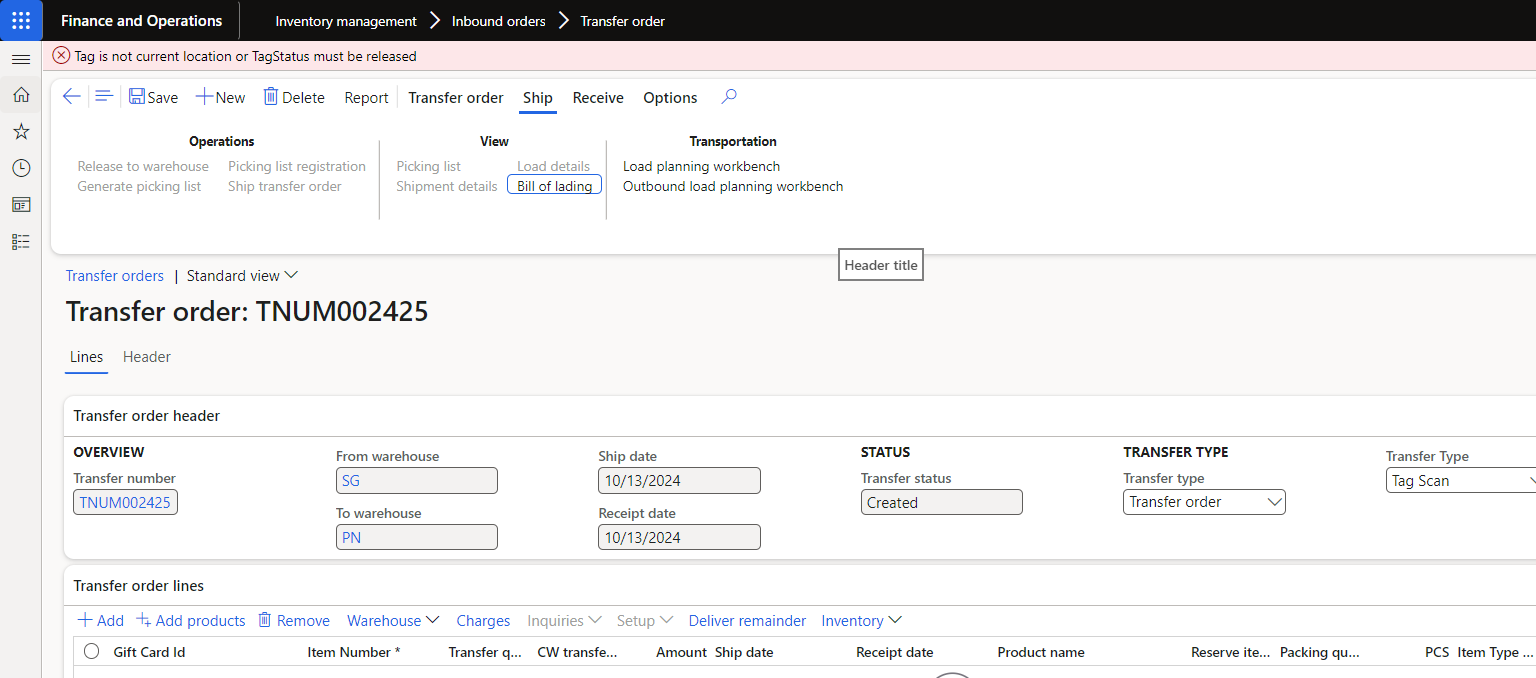 Finance and Operations
Inventory management Inbound orders Transfer order
Tag is not current location or TagStatus must be released
Save New Delete Report Transfer order Ship Receive Options
Operations View Transportation
Release to warehouse Picking list registration Picking list Load details Load planning workbench
Generate picking list Ship transfer order Shipment details Bill of lading Outbound load planning workbench
Header title
Transfer orders | Standard view
Transfer order: TNUM002425
Lines Header
Transfer order header
OVERVIEW From warehouse Ship date STATUS TRANSFER TYPE Transfer Type
Transfer number SG 10/13/2024 Transfer status Transfer type Tag Scan
TNUM002425 To warehouse Receipt date Created Transfer order
PN 10/13/2024
Transfer order lines
Add Add products Remove Warehouse Charges Inquiries Setup Deliver remainder Inventory
Gift Card Id Item Number * Transfer q... CW transfe... Amount Ship date Receipt date Product name Reserve ite... Packing qu... PCS Item Type ...